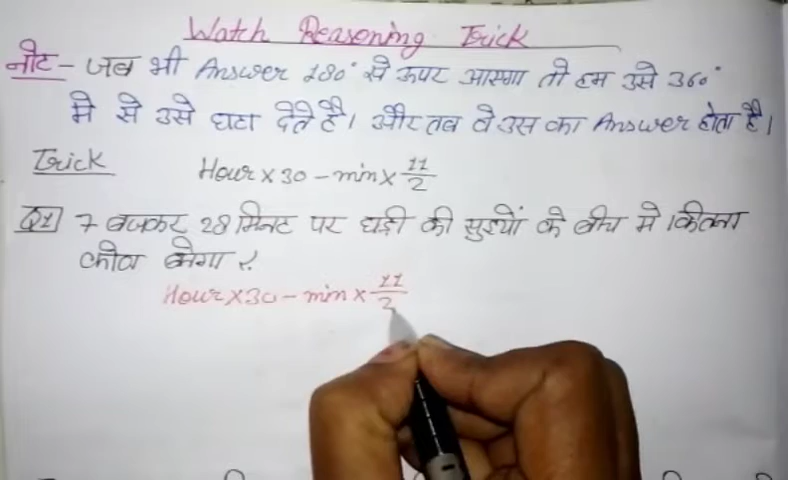 Watch Reasoning Trick
नोट - जब भी Answer 180° से ऊपर आएगा तो हम उसे 360°
मे से उसे घटा देते है। और तब वे उस का Answer होता है।
Trick Hour × 30 - min × 11/2
Q1 7 बजकर 28 मिनट पर घड़ी की सुइयों के बीच मे कितना
कोण बनेगा ?
Hour × 30 - min × 11/2